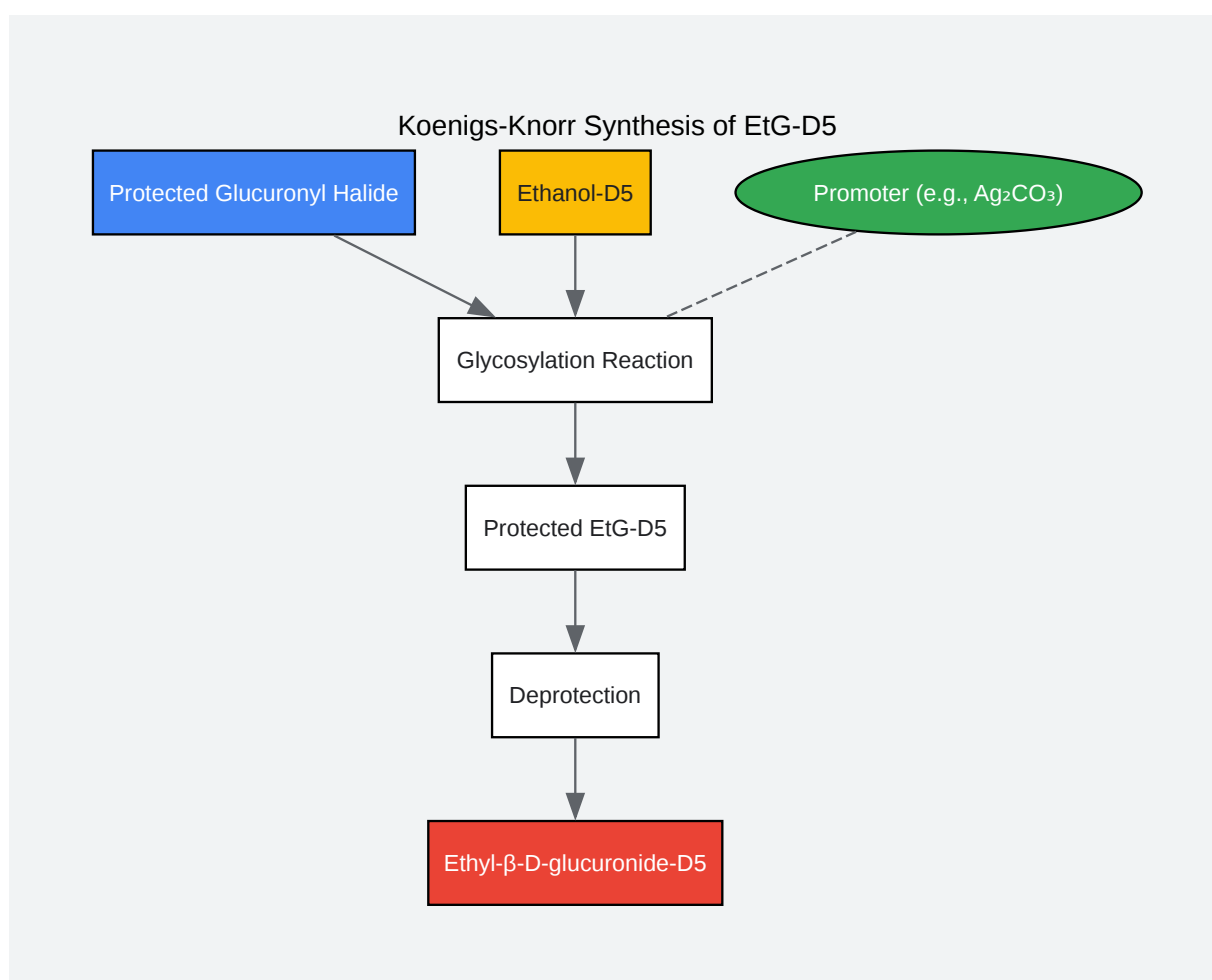 Koenigs-Knorr Synthesis of EtG-D5
Protected Glucuronyl Halide
Ethanol-D5
Promoter (e.g., Ag₂CO₃)
Glycosylation Reaction
Protected EtG-D5
Deprotection
Ethyl-β-D-glucuronide-D5